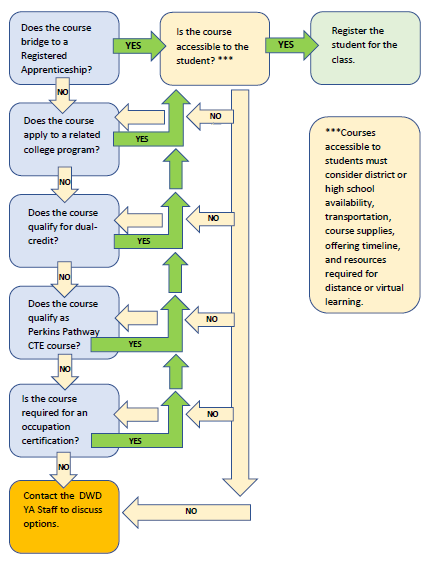 Does the course
bridge to a
Registered
Apprenticeship?
YES
Is the course
accessible to the
student? ***
YES
Register the
student for the
class.
NO
Does the course
apply to a related
college program?
YES
NO
NO
Does the course
qualify for dual-
credit?
YES
NO
NO
Does the course
qualify as
Perkins Pathway
CTE course?
YES
NO
NO
Is the course
required for an
occupation
certification?
YES
NO
NO
Contact the DWD
YA Staff to discuss
options.
NO
***Courses
accessible to
students must
consider district or
high school
availability,
transportation,
course supplies,
offering timeline,
and resources
required for
distance or virtual
learning.